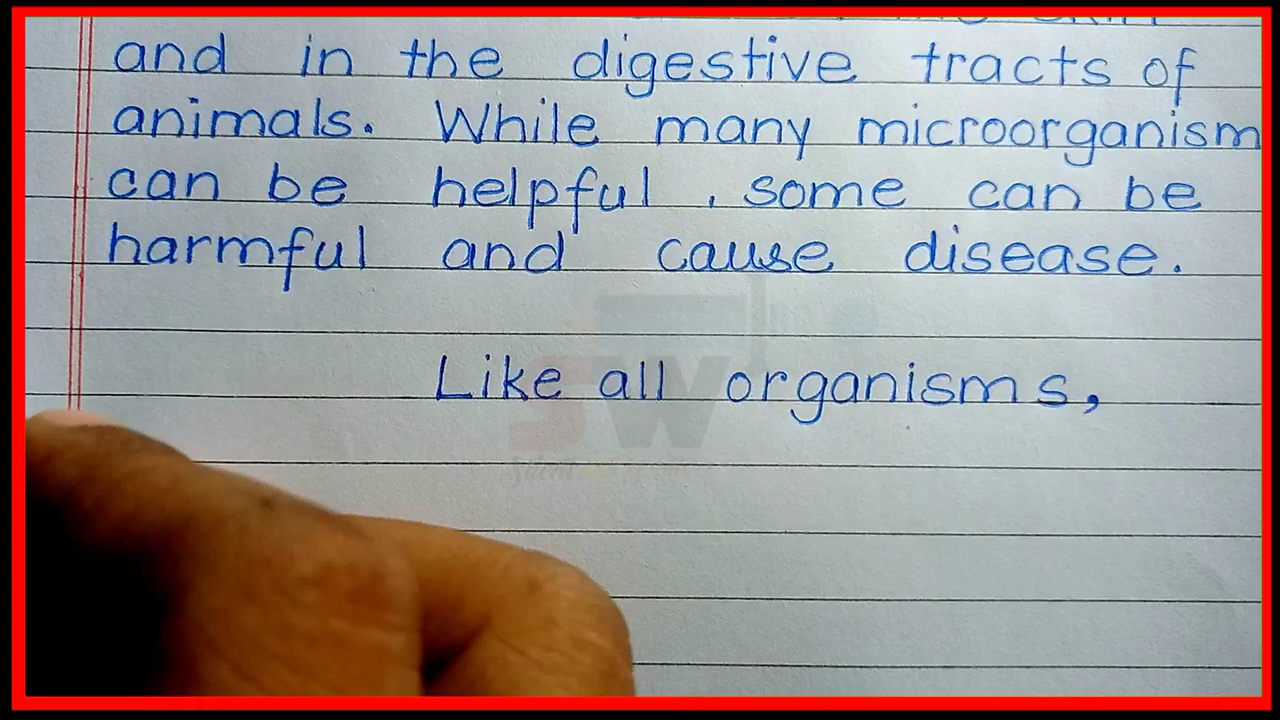 and in the digestive tracts of
animals. While many microorganism
can be helpful, some can be
harmful and cause disease.
Like all organisms,
SW